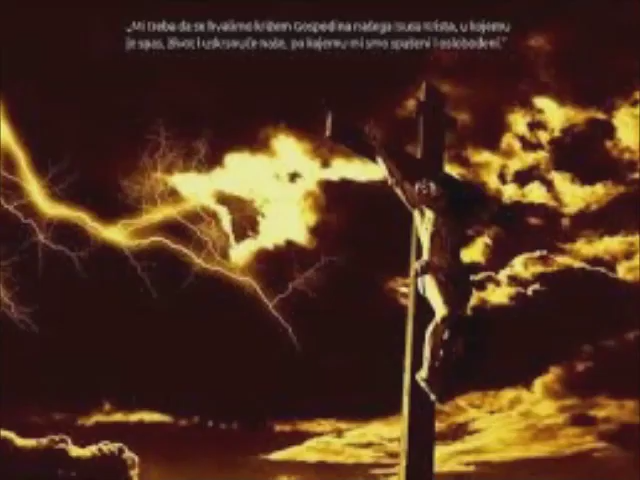 „Mi treba da se hvalimo križem Gospodina našega Isusa Krista, u kojemu
je spas, život i uskrsnuće naše, po kojemu mi smo spašeni i oslobođeni.”